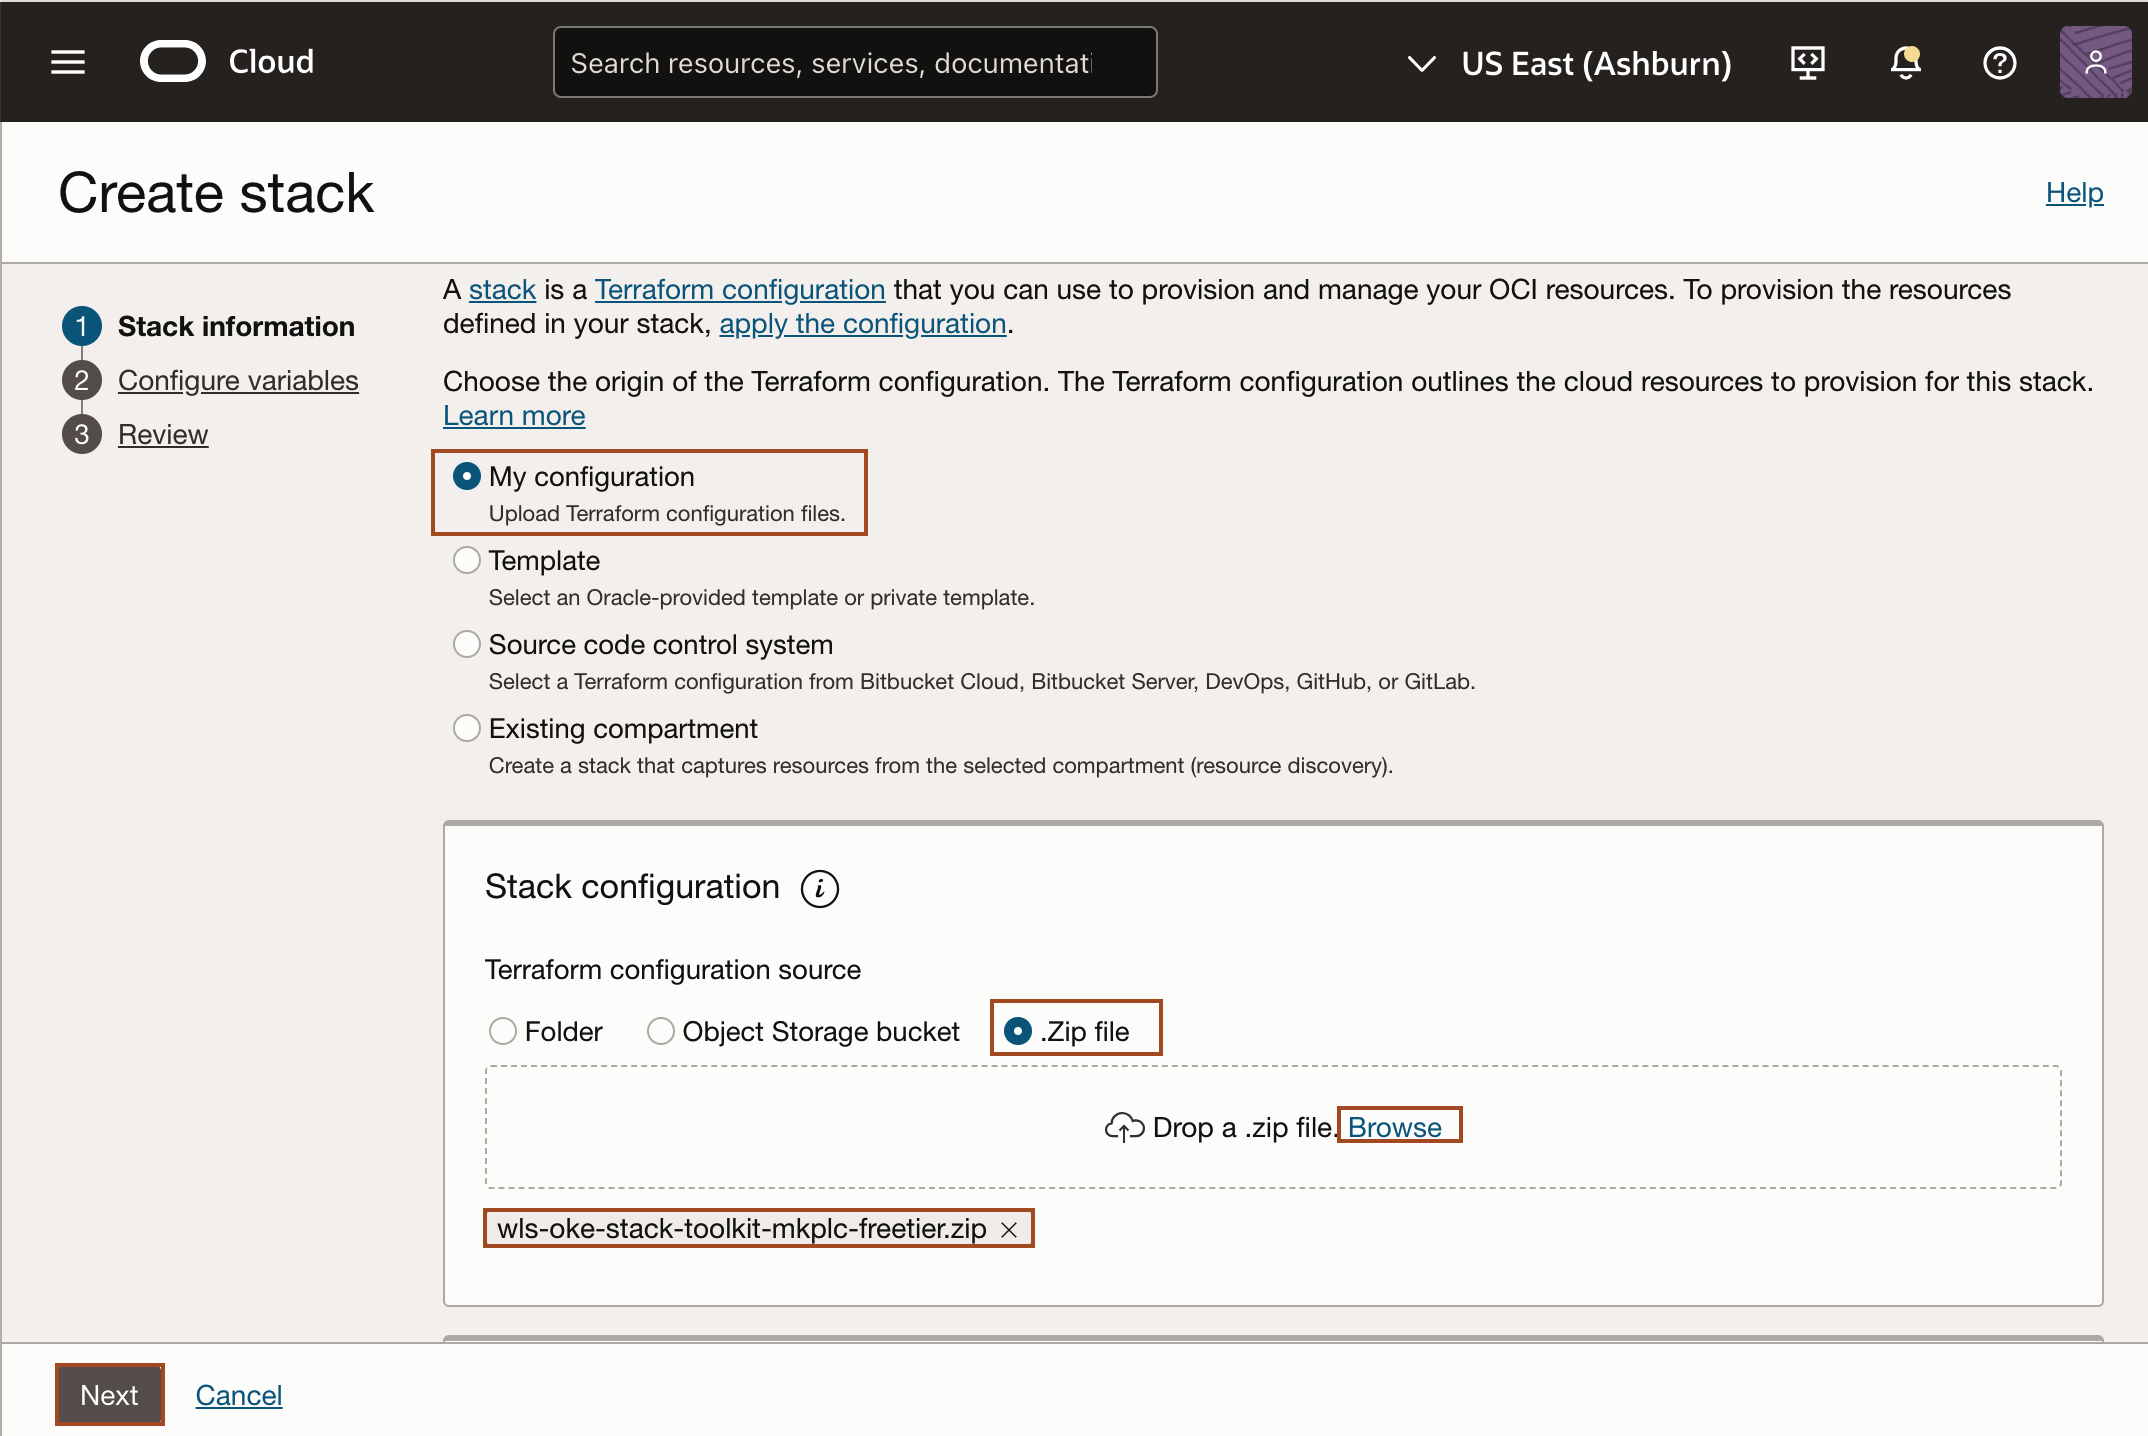 Cloud
Search resources, services, documentati
US East (Ashburn)
Create stack
Help
1 Stack information
2 Configure variables
3 Review
A stack is a Terraform configuration that you can use to provision and manage your OCI resources. To provision the resources
defined in your stack, apply the configuration.
Choose the origin of the Terraform configuration. The Terraform configuration outlines the cloud resources to provision for this stack.
Learn more
My configuration
Upload Terraform configuration files.
Template
Select an Oracle-provided template or private template.
Source code control system
Select a Terraform configuration from Bitbucket Cloud, Bitbucket Server, DevOps, GitHub, or GitLab.
Existing compartment
Create a stack that captures resources from the selected compartment (resource discovery).
Stack configuration i
Terraform configuration source
Folder Object Storage bucket .Zip file
Drop a .zip file. Browse
wls-oke-stack-toolkit-mkplc-freetier.zip ×
Next Cancel